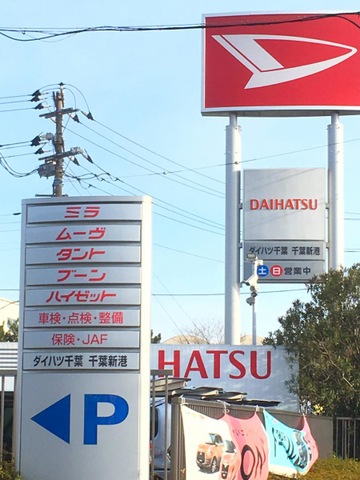 DAIHATSU
ダイハツ千葉 千葉新港
土日営業中
ミラ
ムーヴ
タント
ブーン
ハイゼット
車検・点検・整備
保険・JAF
ダイハツ千葉 千葉新港
P
HATSU